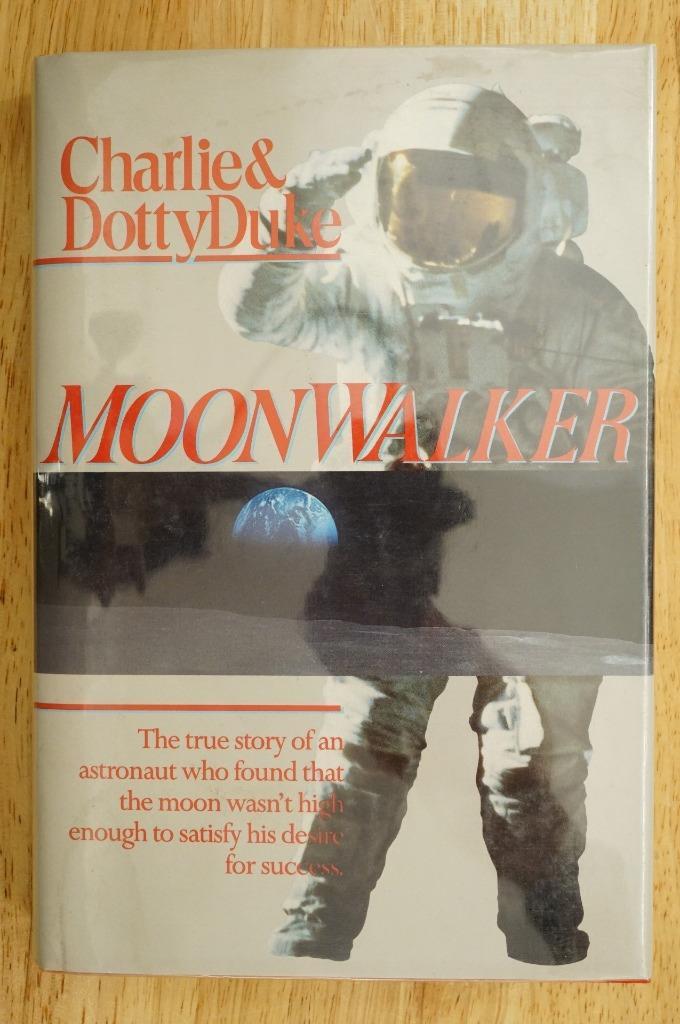 Charlie&
DottyDuke
MOONWALKER
The true story of an
astronaut who found that
the moon wasn't high
enough to satisfy his desire
for success.